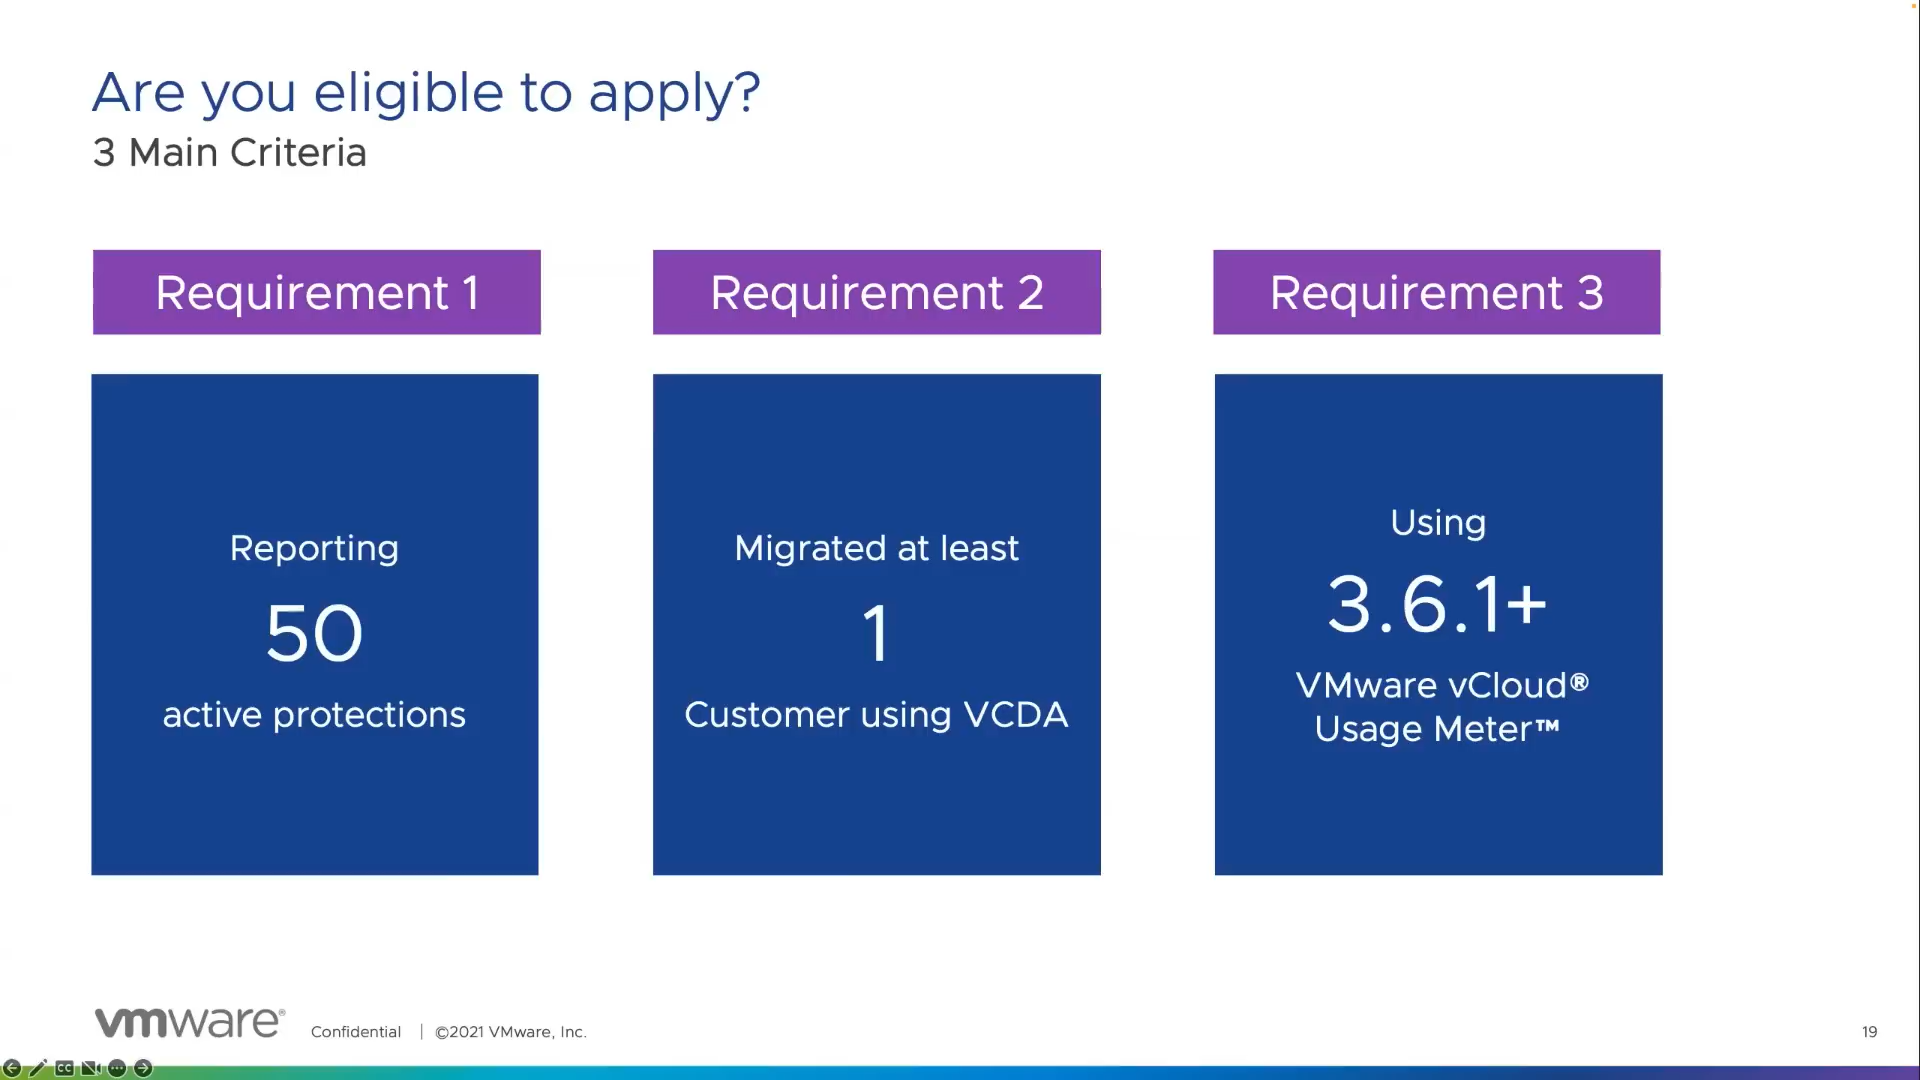 Are you eligible to apply?
3 Main Criteria
Requirement 1
Requirement 2
Requirement 3
Reporting
50
active protections
Migrated at least
1
Customer using VCDA
Using
3.6.1+
VMware vCloud®
Usage Meter™
vmware®
Confidential | ©2021 VMware, Inc.
19
CC